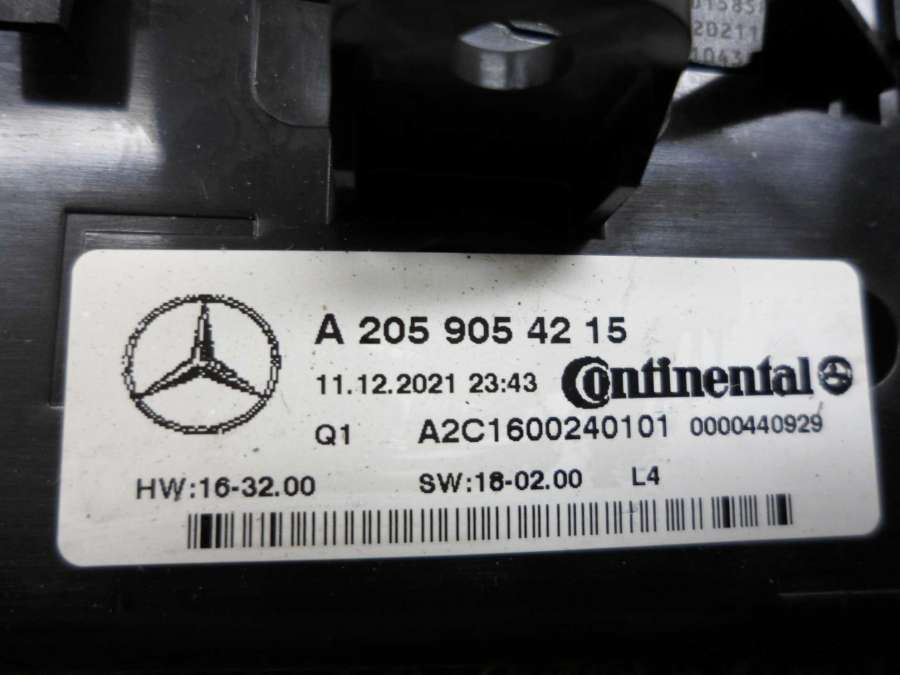 20211
A 205 905 42 15
11.12.2021 23:43 Continental
Q1 A2C1600240101 0000440929
HW:16-32.00 SW:18-02.00 L4